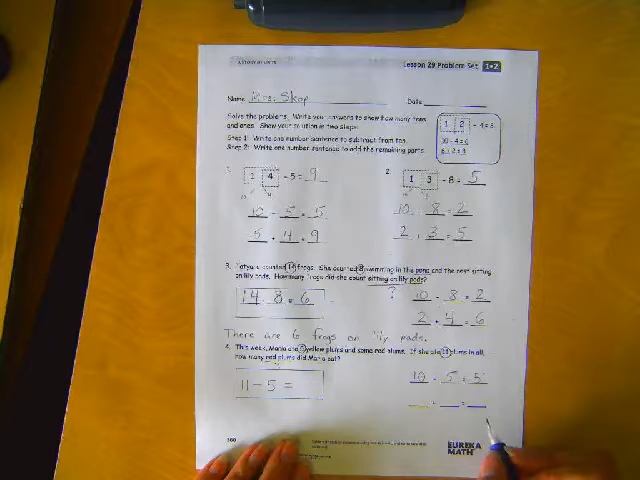 A STORY OF UNITS
Lesson 29 Problem Set 1•2
Name Mrs. Skop Date
Solve the problems. Write your answers to show how many tens
and ones. Show your solution in two steps:
Step 1: Write one number sentence to subtract from ten.
Step 2: Write one number sentence to add the remaining parts.
1 2 - 4 = 8
10 - 4 = 6
6 + 2 = 8
1. 1 4 - 5 = 9
10 - 5 = 5
5 + 4 = 9
2. 1 3 - 8 = 5
10 - 8 = 2
2 + 3 = 5
3. Tatyana counted 14 frogs. She counted 8 swimming in the pond and the rest sitting
on lily pads. How many frogs did she count sitting on lily pads?
14 - 8 = 6
?
10 - 8 = 2
2 + 4 = 6
There are 6 frogs on lily pads.
4. This week, Maria ate 5 yellow plums and some red plums. If she ate 11 plums in all,
how many red plums did Maria eat?
11 - 5 =
10 - 5 = 5
EUREKA
MATH